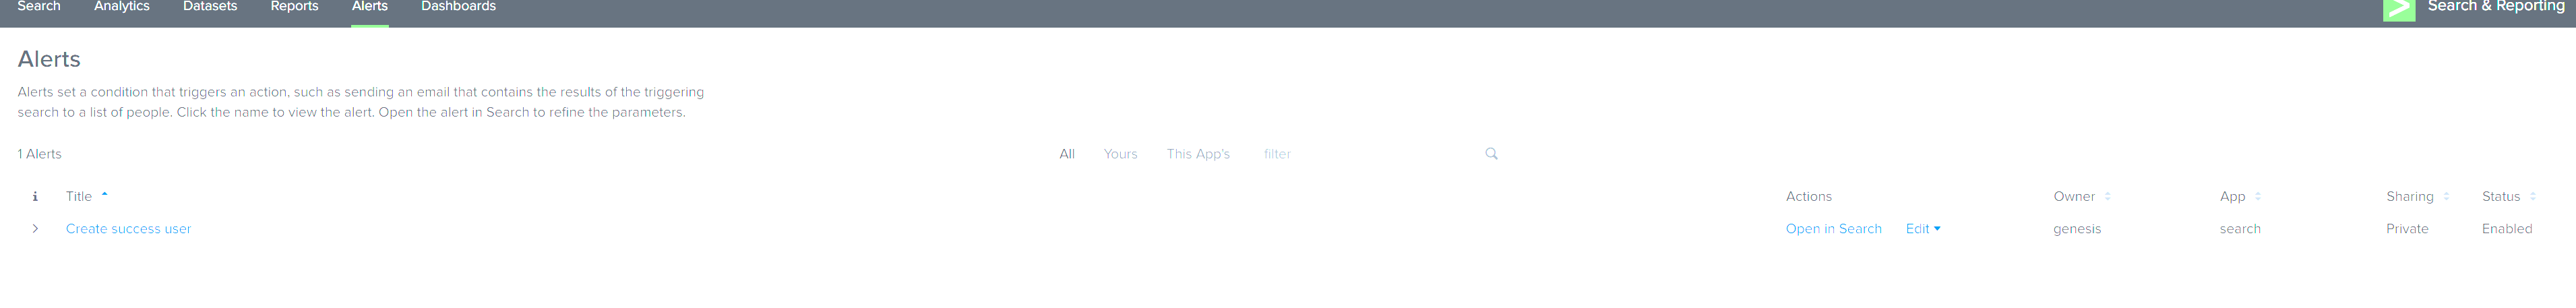 Search Analytics Datasets Reports Alerts Dashboards Search & Reporting
Alerts
Alerts set a condition that triggers an action, such as sending an email that contains the results of the triggering
search to a list of people. Click the name to view the alert. Open the alert in Search to refine the parameters.
1 Alerts All Yours This App's filter
i Title Actions Owner App Sharing Status
Create success user Open in Search Edit genesis search Private Enabled